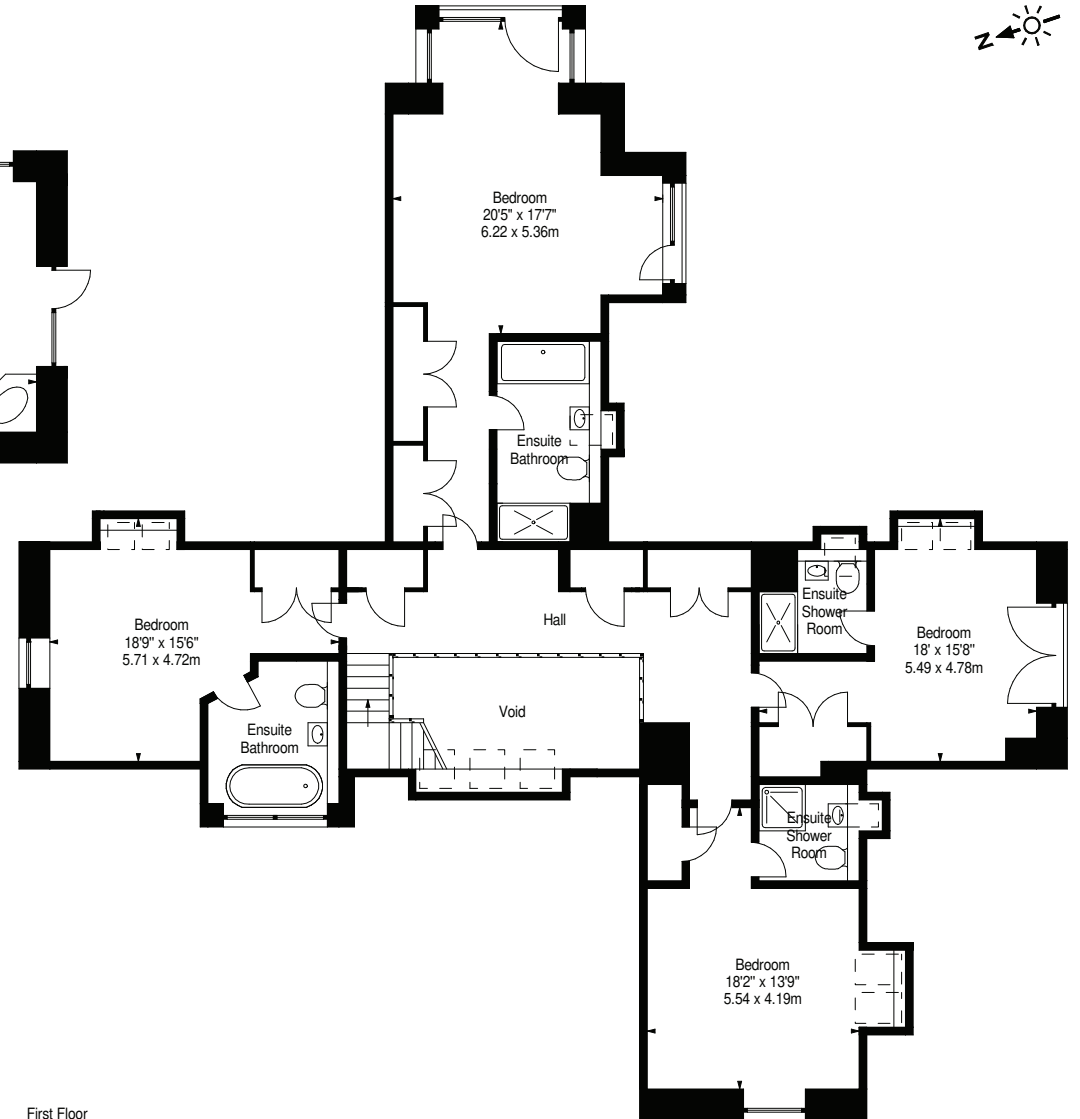 N
Bedroom
20'5" x 17'7"
6.22 x 5.36m
Ensuite
Bathroom
Bedroom
18'9" x 15'6"
5.71 x 4.72m
Hall
Ensuite
Shower
Room
Bedroom
18' x 15'8"
5.49 x 4.78m
Ensuite
Bathroom
Void
Ensuite
Shower
Room
Bedroom
18'2" x 13'9"
5.54 x 4.19m
First Floor